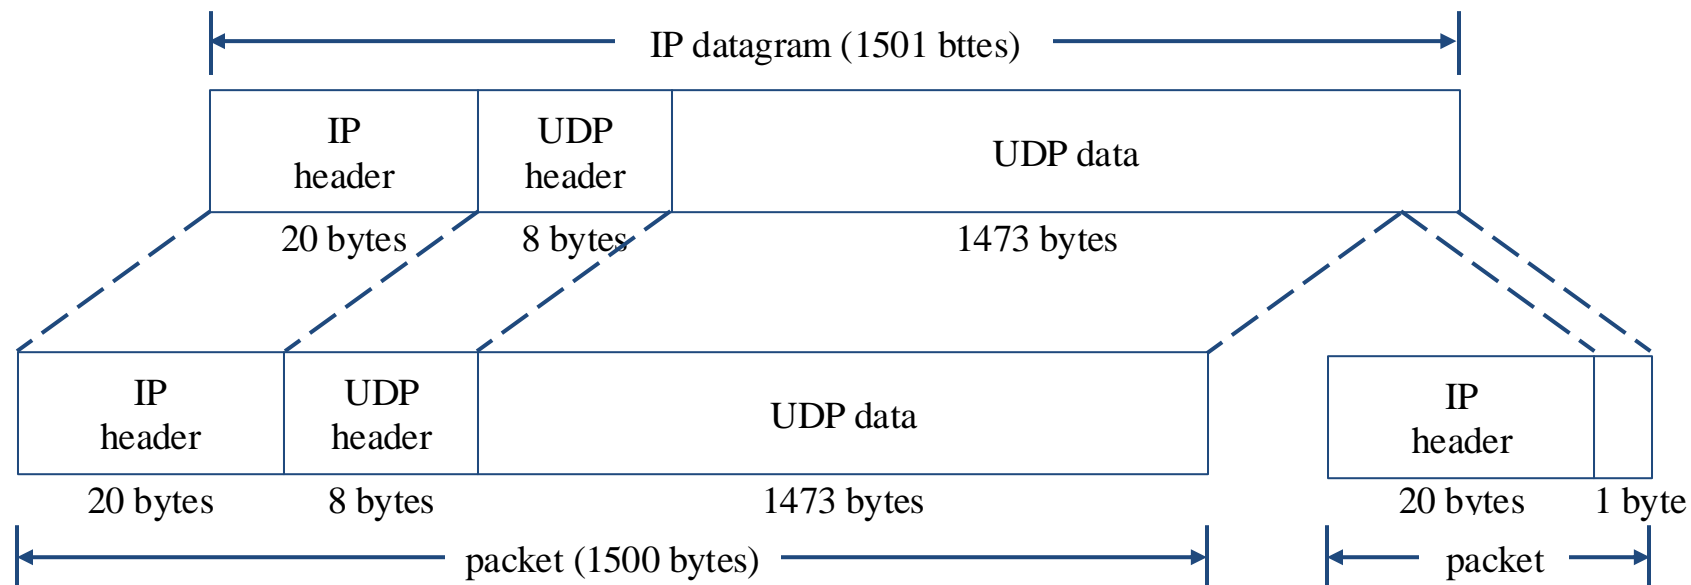 IP datagram (1501 bttes)
IP
header
UDP
header
UDP data
20 bytes
8 bytes
1473 bytes
IP
header
UDP
header
UDP data
IP
header
20 bytes
8 bytes
1473 bytes
20 bytes
1 byte
packet (1500 bytes)
packet